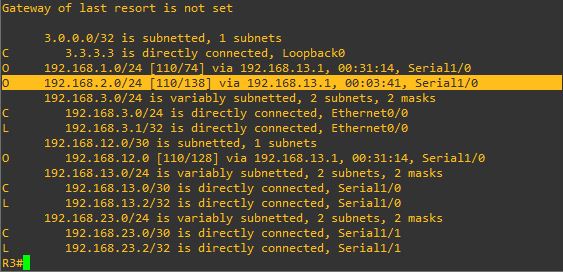 Gateway of last resort is not set
3.0.0.0/32 is subnetted, 1 subnets
C 3.3.3.3 is directly connected, Loopback0
O 192.168.1.0/24 [110/74] via 192.168.13.1, 00:31:14, Serial1/0
O 192.168.2.0/24 [110/138] via 192.168.13.1, 00:03:41, Serial1/0
192.168.3.0/24 is variably subnetted, 2 subnets, 2 masks
C 192.168.3.0/24 is directly connected, Ethernet0/0
L 192.168.3.1/32 is directly connected, Ethernet0/0
192.168.12.0/30 is subnetted, 1 subnets
O 192.168.12.0 [110/128] via 192.168.13.1, 00:31:14, Serial1/0
192.168.13.0/24 is variably subnetted, 2 subnets, 2 masks
C 192.168.13.0/30 is directly connected, Serial1/0
L 192.168.13.2/32 is directly connected, Serial1/0
192.168.23.0/24 is variably subnetted, 2 subnets, 2 masks
C 192.168.23.0/30 is directly connected, Serial1/1
L 192.168.23.2/32 is directly connected, Serial1/1
R3#